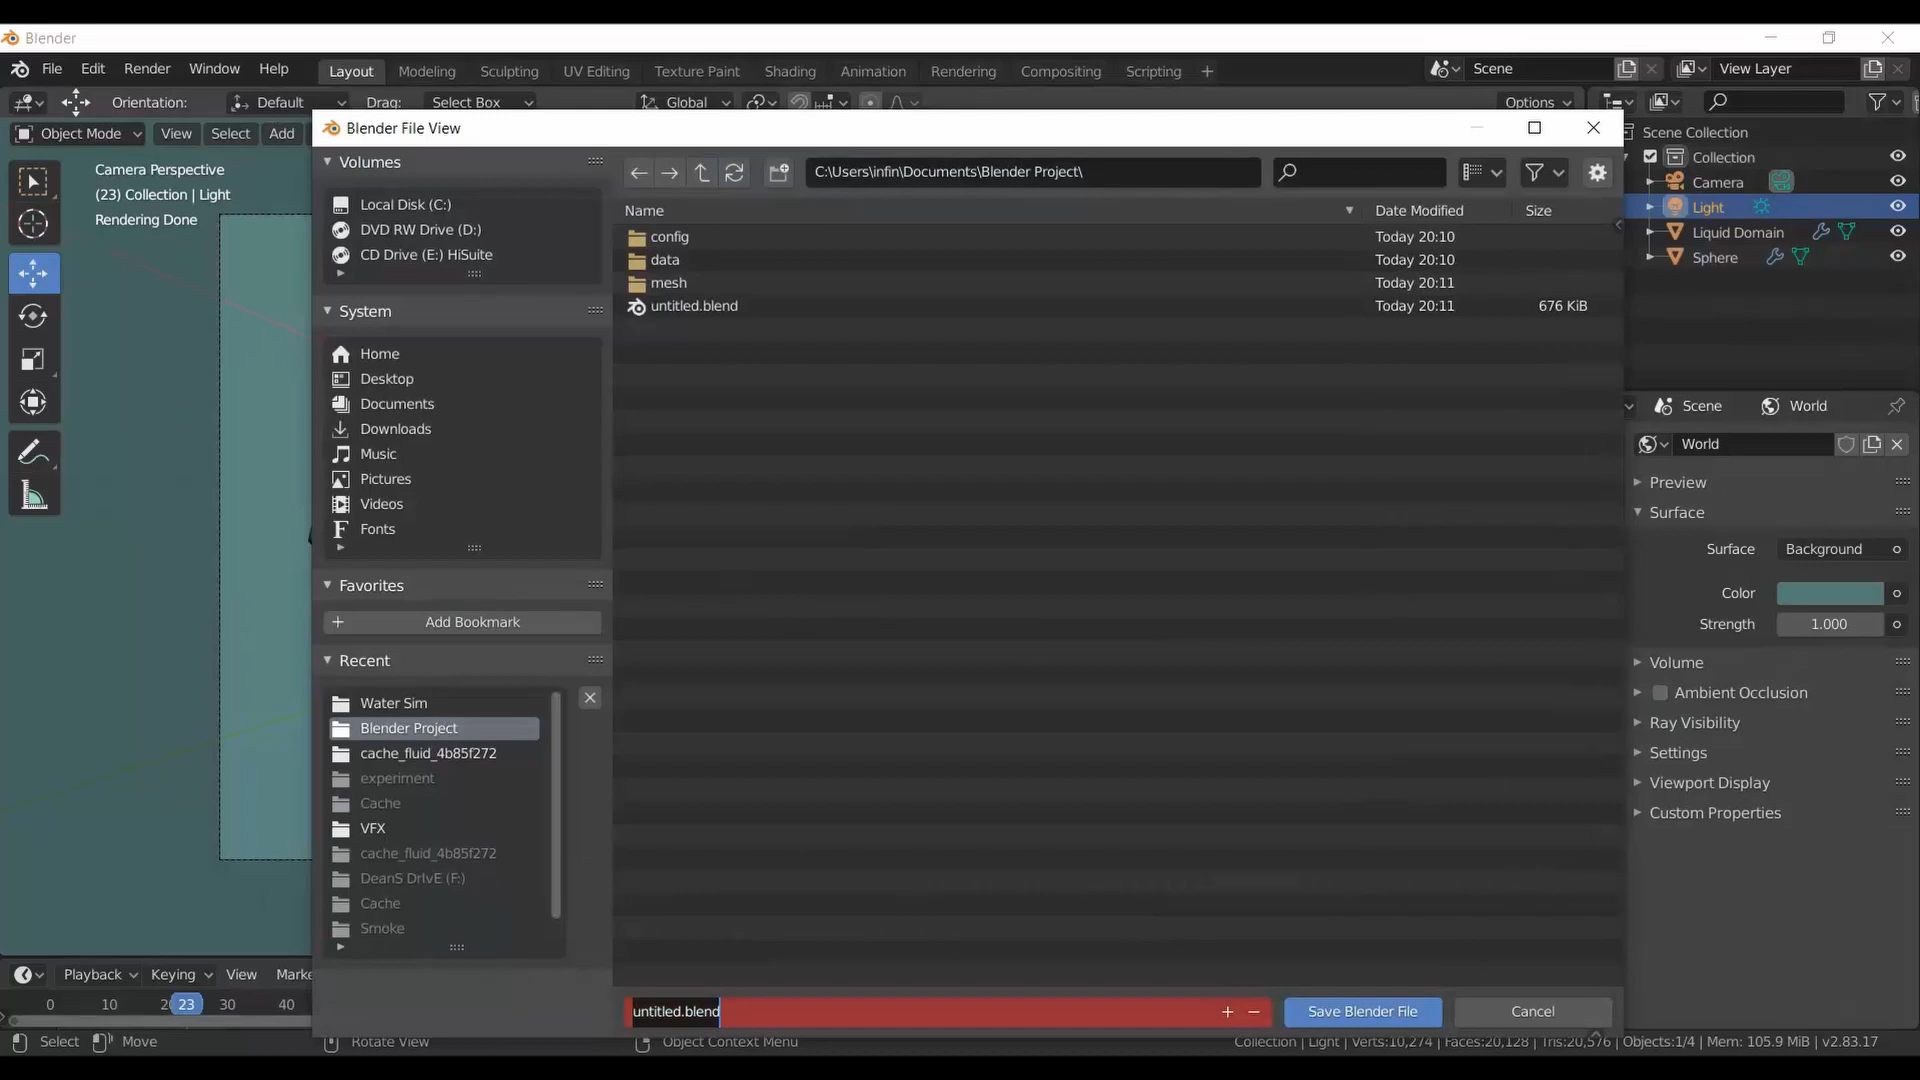 Blender
File Edit Render Window Help Layout Modeling Sculpting UV Editing Texture Paint Shading Animation Rendering Compositing Scripting + Scene View Layer
Orientation: Default Drag: Select Box Global Options
Object Mode View Select Add
Camera Perspective
(23) Collection | Light
Rendering Done
Blender File View
Volumes
Local Disk (C:)
DVD RW Drive (D:)
CD Drive (E:) HiSuite
System
Home
Desktop
Documents
Downloads
Music
Pictures
Videos
Fonts
Favorites
Add Bookmark
Recent
Water Sim
Blender Project
cache_fluid_4b85f272
experiment
Cache
VFX
cache_fluid_4b85f272
DeanS DrIvE (F:)
Cache
Smoke
C:\Users\infin\Documents\Blender Project\
Name Date Modified Size
config Today 20:10
data Today 20:10
mesh Today 20:11
untitled.blend Today 20:11 676 KiB
untitled.blend + − Save Blender File Cancel
Scene Collection
Collection
Camera
Light
Liquid Domain
Sphere
Scene World
World
Preview
Surface
Surface Background
Color
Strength 1.000
Volume
Ambient Occlusion
Ray Visibility
Settings
Viewport Display
Custom Properties
Playback Keying View Marke
0 10 2 23 30 40
Select Move Rotate View Object Context Menu Collection | Light | Verts:10,274 | Faces:20,128 | Tris:20,576 | Objects:1/4 | Mem: 105.9 MiB | v2.83.17